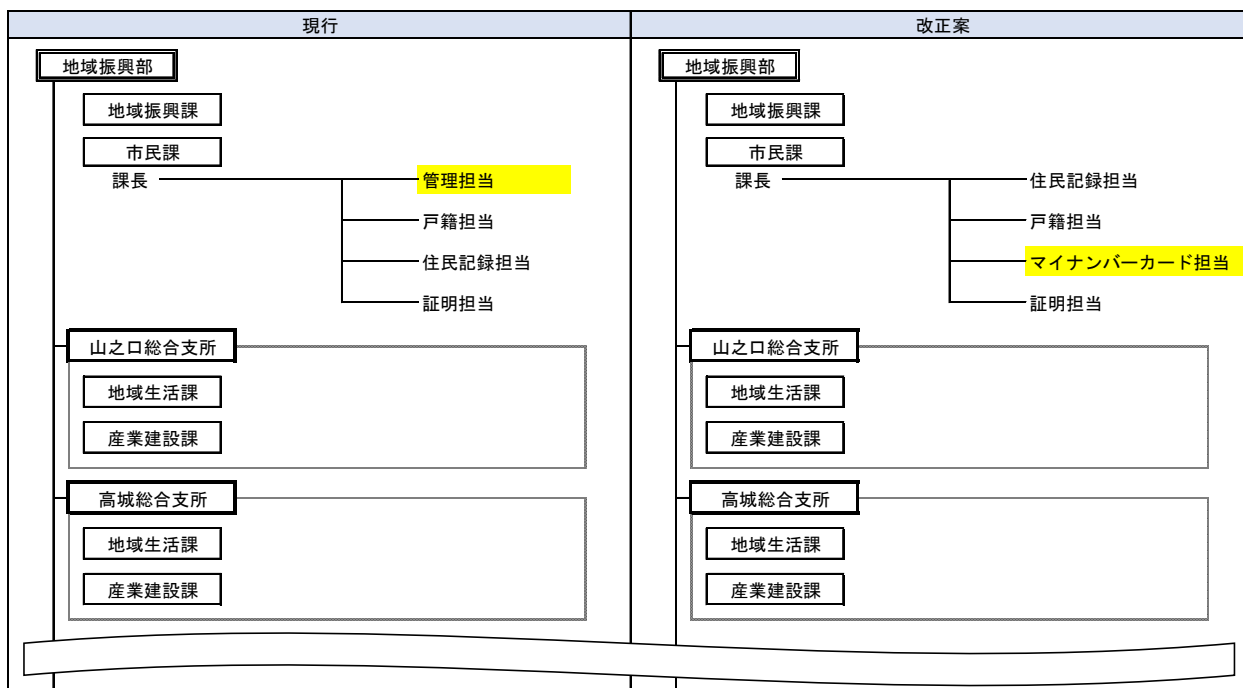 現行
地域振興部
地域振興課
市民課
課長
管理担当
戸籍担当
住民記録担当
証明担当
山之口総合支所
地域生活課
産業建設課
高城総合支所
地域生活課
産業建設課
改正案
地域振興部
地域振興課
市民課
課長
住民記録担当
戸籍担当
マイナンバーカード担当
証明担当
山之口総合支所
地域生活課
産業建設課
高城総合支所
地域生活課
産業建設課